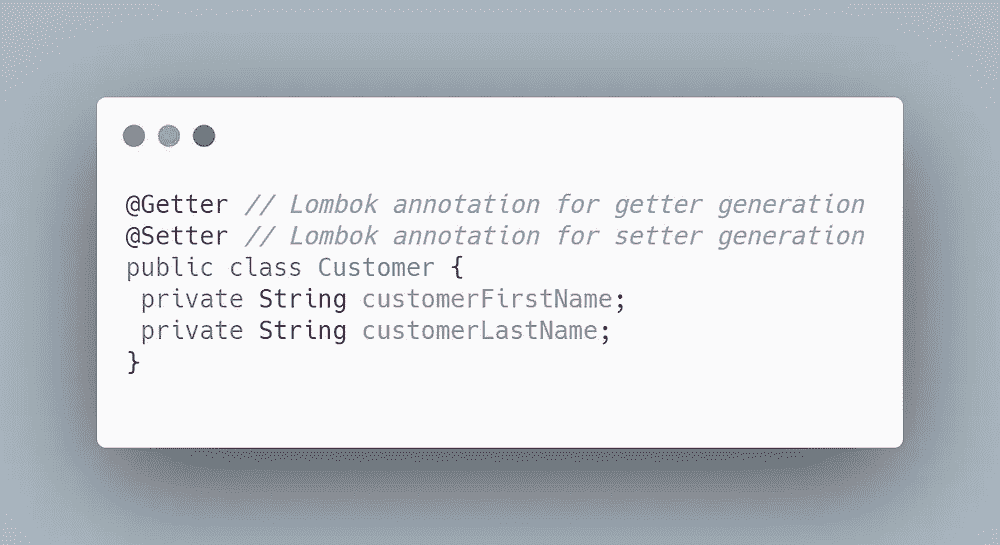 @Getter // Lombok annotation for getter generation
@Setter // Lombok annotation for setter generation
public class Customer {
 private String customerFirstName;
 private String customerLastName;
}